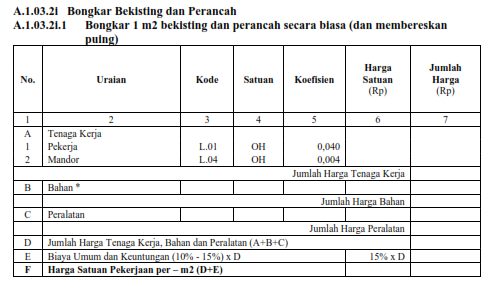 A.1.03.2i Bongkar Bekisting dan Perancah
A.1.03.2i.1 Bongkar 1 m2 bekisting dan perancah secara biasa (dan membereskan
puing)
No. Uraian Kode Satuan Koefisien Harga Satuan (Rp) Jumlah Harga (Rp)
1 2 3 4 5 6 7
A Tenaga Kerja
1 Pekerja L.01 OH 0,040
2 Mandor L.04 OH 0,004
Jumlah Harga Tenaga Kerja
B Bahan *
Jumlah Harga Bahan
C Peralatan
Jumlah Harga Peralatan
D Jumlah Harga Tenaga Kerja, Bahan dan Peralatan (A+B+C)
E Biaya Umum dan Keuntungan (10% - 15%) x D 15% x D
F Harga Satuan Pekerjaan per – m2 (D+E)